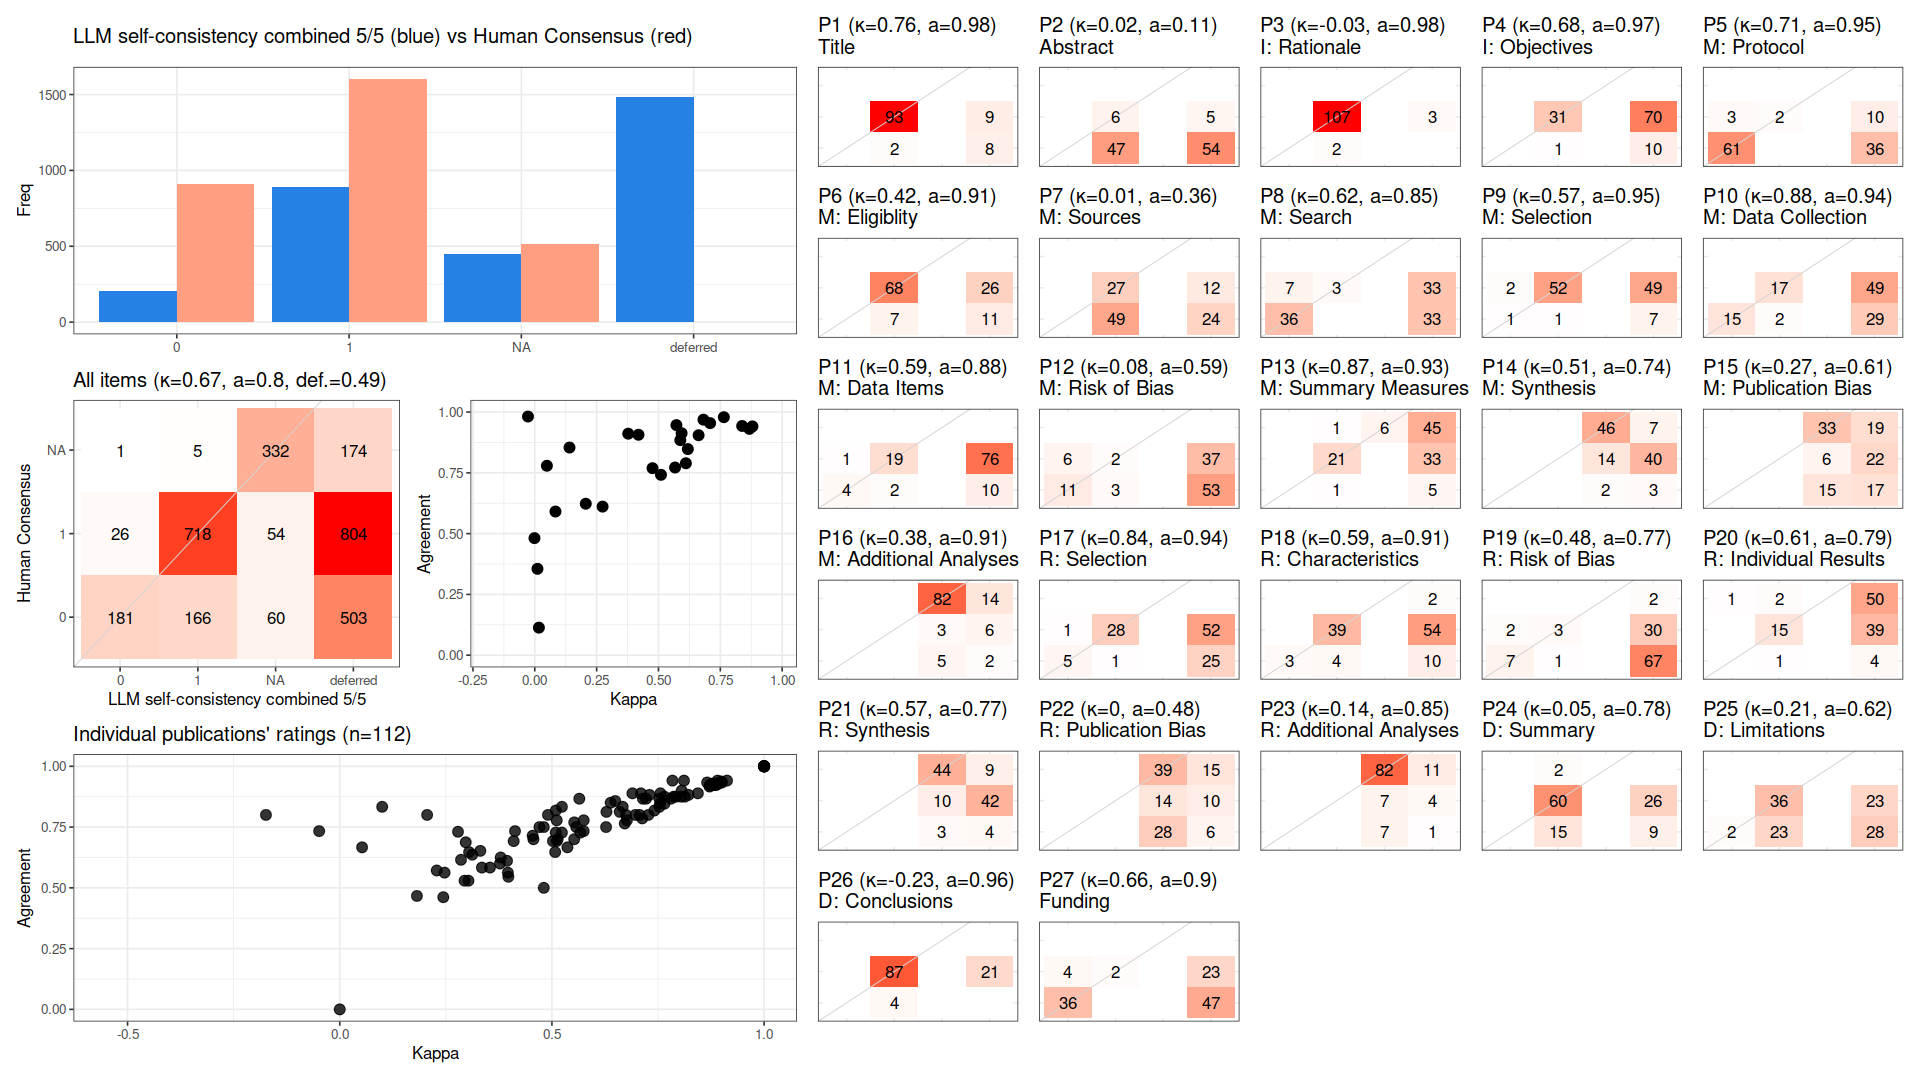 LLM self-consistency combined 5/5 (blue) vs Human Consensus (red)
1500
1000
500
0
Freq
0 1 NA deferred
All items (κ=0.67, a=0.8, def.=0.49)
NA 1 5 332 174
1 26 718 54 804
0 181 166 60 503
Human Consensus
0 1 NA deferred
LLM self-consistency combined 5/5
1.00
0.75
0.50
0.25
0.00
Agreement
-0.25 0.00 0.25 0.50 0.75 1.00
Kappa
Individual publications' ratings (n=112)
1.00
0.75
0.50
0.25
0.00
Agreement
-0.5 0.0 0.5 1.0
Kappa
P1 (κ=0.76, a=0.98)
Title
93 9
2 8
P2 (κ=0.02, a=0.11)
Abstract
6 5
47 54
P3 (κ=-0.03, a=0.98)
I: Rationale
107 3
2
P4 (κ=0.68, a=0.97)
I: Objectives
31 70
1 10
P5 (κ=0.71, a=0.95)
M: Protocol
3 2 10
61 36
P6 (κ=0.42, a=0.91)
M: Eligiblity
68 26
7 11
P7 (κ=0.01, a=0.36)
M: Sources
27 12
49 24
P8 (κ=0.62, a=0.85)
M: Search
7 3 33
36 33
P9 (κ=0.57, a=0.95)
M: Selection
2 52 49
1 1 7
P10 (κ=0.88, a=0.94)
M: Data Collection
17 49
15 2 29
P11 (κ=0.59, a=0.88)
M: Data Items
1 19 76
4 2 10
P12 (κ=0.08, a=0.59)
M: Risk of Bias
6 2 37
11 3 53
P13 (κ=0.87, a=0.93)
M: Summary Measures
1 6 45
21 33
1 5
P14 (κ=0.51, a=0.74)
M: Synthesis
46 7
14 40
2 3
P15 (κ=0.27, a=0.61)
M: Publication Bias
33 19
6 22
15 17
P16 (κ=0.38, a=0.91)
M: Additional Analyses
82 14
3 6
5 2
P17 (κ=0.84, a=0.94)
R: Selection
1 28 52
5 1 25
P18 (κ=0.59, a=0.91)
R: Characteristics
2
39 54
3 4 10
P19 (κ=0.48, a=0.77)
R: Risk of Bias
2
2 3 30
7 1 67
P20 (κ=0.61, a=0.79)
R: Individual Results
1 2 50
15 39
1 4
P21 (κ=0.57, a=0.77)
R: Synthesis
44 9
10 42
3 4
P22 (κ=0, a=0.48)
R: Publication Bias
39 15
14 10
28 6
P23 (κ=0.14, a=0.85)
R: Additional Analyses
82 11
7 4
7 1
P24 (κ=0.05, a=0.78)
D: Summary
2
60 26
15 9
P25 (κ=0.21, a=0.62)
D: Limitations
36 23
2 23 28
P26 (κ=-0.23, a=0.96)
D: Conclusions
87 21
4
P27 (κ=0.66, a=0.9)
Funding
4 2 23
36 47